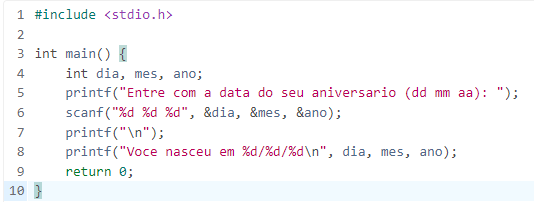 1 #include <stdio.h>
2
3 int main() {
4     int dia, mes, ano;
5     printf("Entre com a data do seu aniversario (dd mm aa): ");
6     scanf("%d %d %d", &dia, &mes, &ano);
7     printf("\n");
8     printf("Voce nasceu em %d/%d/%d\n", dia, mes, ano);
9     return 0;
10 }